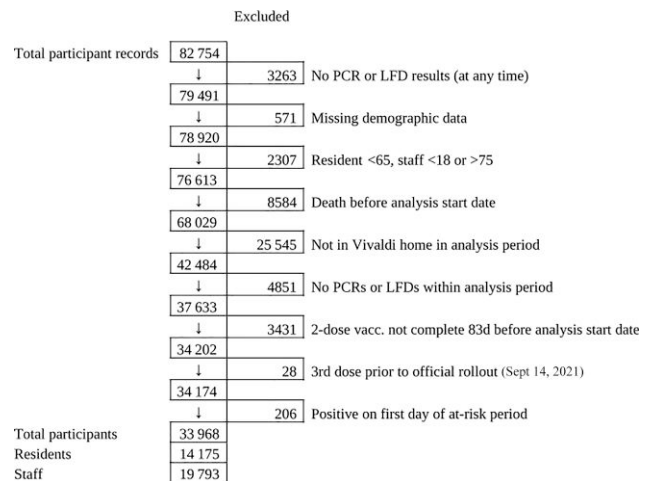 Excluded
Total participant records 82 754
↓ 3263 No PCR or LFD results (at any time)
79 491
↓ 571 Missing demographic data
78 920
↓ 2307 Resident <65, staff <18 or >75
76 613
↓ 8584 Death before analysis start date
68 029
↓ 25 545 Not in Vivaldi home in analysis period
42 484
↓ 4851 No PCRs or LFDs within analysis period
37 633
↓ 3431 2-dose vacc. not complete 83d before analysis start date
34 202
↓ 28 3rd dose prior to official rollout (Sept 14, 2021)
34 174
↓ 206 Positive on first day of at-risk period
Total participants 33 968
Residents 14 175
Staff 19 793